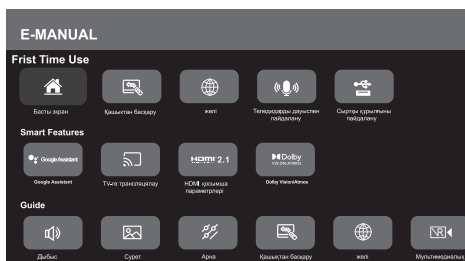 E-MANUAL
Frist Time Use
Басты экран
Қашықтан басқару
желі
Теледидарды дауыспен пайдалану
Сыртқы құрылғыны пайдалану
Smart Features
Google Assistant
HDMI 2.1
Dolby
VISION·ATMOS
Google Assistant
TV-ге трансляциялау
HDMI қосымша параметрлері
Dolby Vision/Atmos
Guide
Дыбыс
Сурет
Арна
Қашықтан басқару
желі